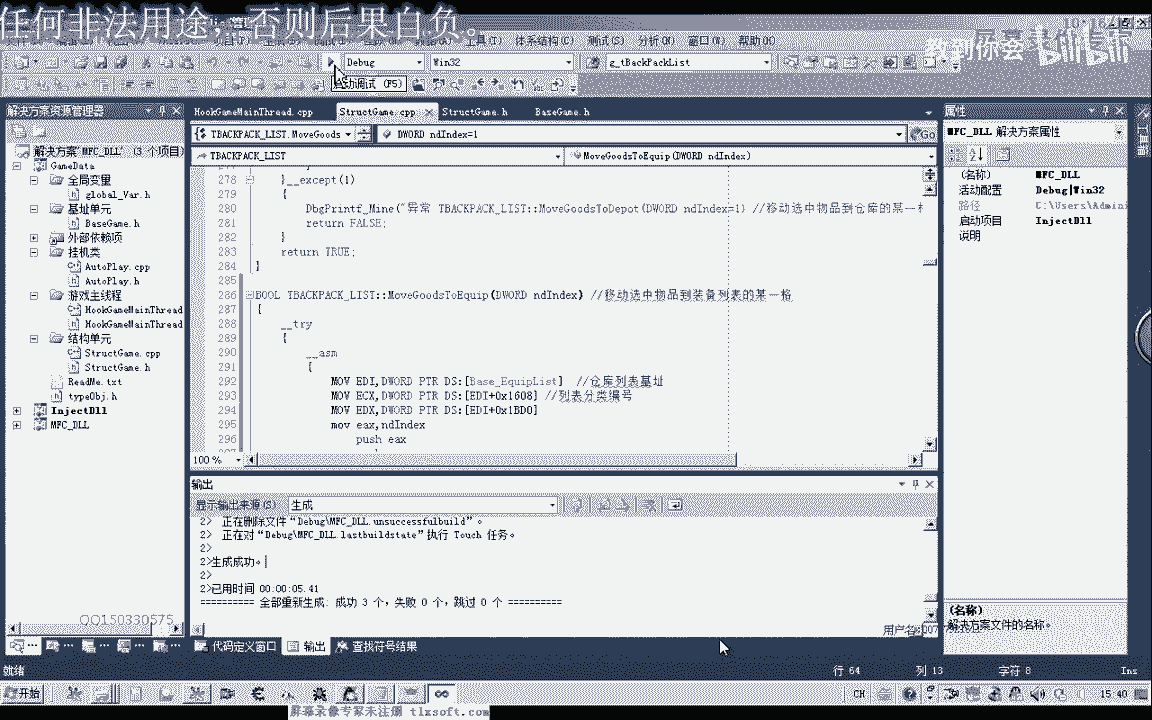 任何非法用途，否则后果自负。
工具(T) 体系结构(C) 测试(S) 分析(N) 窗口(W) 帮助(H)
教到你会 bilibili
Debug Win32 g_tBackPackList
启动调试 (F5)
解决方案资源管理器
HookGameMainThread.cpp StructGame.cpp StructGame.h BaseGame.h
属性
TBACKPACK_LIST.MoveGoods DWORD ndIndex=1 Go
MFC_DLL 解决方案属性
解决方案"MFC_DLL" (3 个项目)
TBACKPACK_LIST MoveGoodsToEquip(DWORD ndIndex)
GameData
全局变量
global_Var.h
基址单元
BaseGame.h
外部依赖项
挂机类
AutoPlay.cpp
AutoPlay.h
游戏主线程
HookGameMainThread
HookGameMainThread
结构单元
StructGame.cpp
StructGame.h
ReadMe.txt
typeObj.h
InjectDll
MFC_DLL
278 }__except(1)
279 {
280 DbgPrintf_Mine("异常 TBACKPACK_LIST::MoveGoodsToDepot(DWORD ndIndex=1) //移动选中物品到仓库的某一
281 return FALSE;
282 }
283 return TRUE;
284 }
285
286 BOOL TBACKPACK_LIST::MoveGoodsToEquip(DWORD ndIndex) //移动选中物品到装备列表的某一格
287 {
288 __try
289 {
290 __asm
291 {
292 MOV EDI,DWORD PTR DS:[Base_EquipList] //仓库列表基址
293 MOV ECX,DWORD PTR DS:[EDI+0x1608] //列表分类编号
294 MOV EDX,DWORD PTR DS:[EDI+0x1BD0]
295 mov eax,ndIndex
296 push eax
100 %
(名称) MFC_DLL
活动配置 Debug|Win32
路径 C:\Users\Admini
启动项目 InjectDll
说明
输出
显示输出来源(S) 生成
2> 正在删除文件"Debug\MFC_DLL.unsuccessfulbuild"。
2> 正在对"Debug\MFC_DLL.lastbuildstate"执行 Touch 任务。
2>
2>生成成功。
2>
2>已用时间 00:00:05.41
========== 全部重新生成: 成功 3 个，失败 0 个，跳过 0 个 ==========
(名称)
解决方案文件的名称。
QQ150330575
代码定义窗口 输出 查找符号结果
就绪 行 64 列 13 字符 8 Ins
开始 CH 15:40
屏幕录像专家未注册 tlxsoft.com